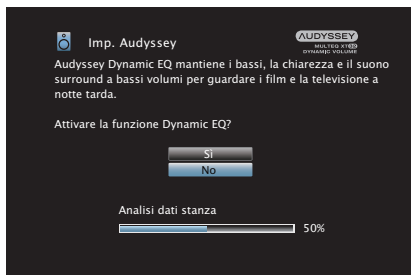 Imp. Audyssey
AUDYSSEY
MULTEQ XT32
DYNAMIC VOLUME
Audyssey Dynamic EQ mantiene i bassi, la chiarezza e il suono
surround a bassi volumi per guardare i film e la televisione a
notte tarda.
Attivare la funzione Dynamic EQ?
Sì
No
Analisi dati stanza
50%